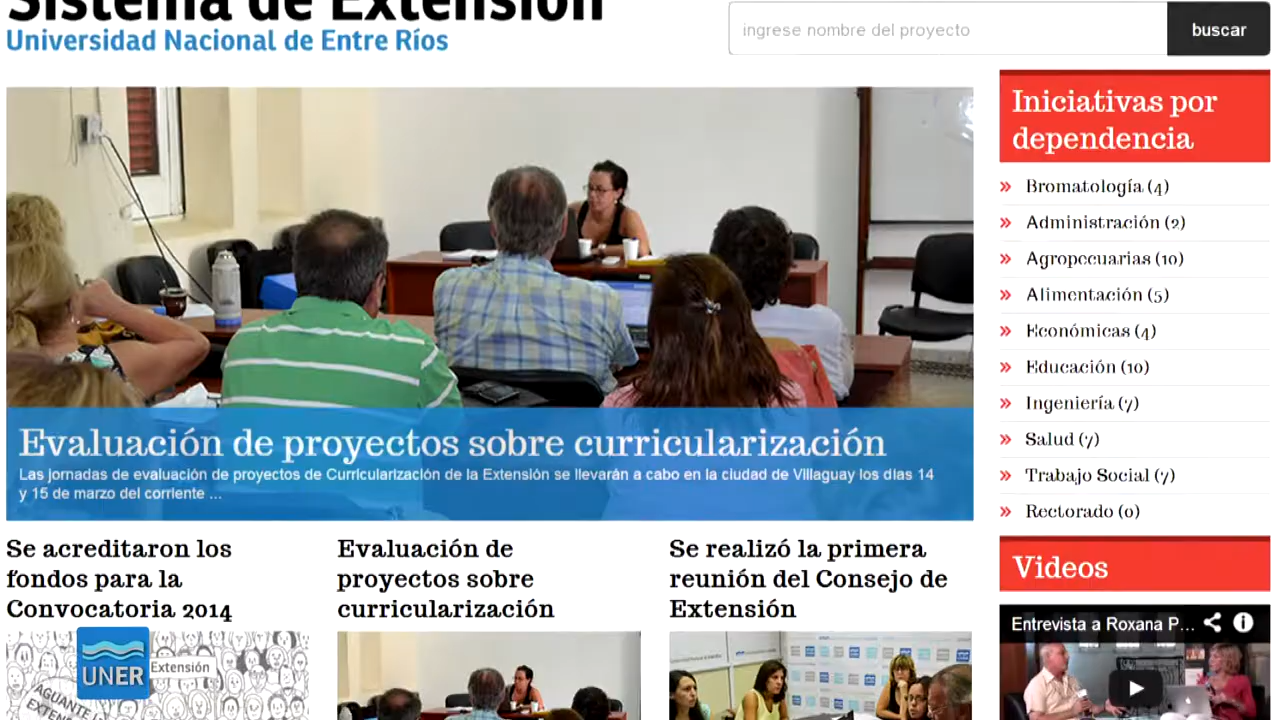 Sistema de Extensión
Universidad Nacional de Entre Ríos
ingrese nombre del proyecto
buscar
Evaluación de proyectos sobre curricularización
Las jornadas de evaluación de proyectos de Curricularización de la Extensión se llevarán a cabo en la ciudad de Villaguay los días 14
y 15 de marzo del corriente ...
Se acreditaron los
fondos para la
Convocatoria 2014
UNER
Extensión
AGUANTE LA
Evaluación de
proyectos sobre
curricularización
Se realizó la primera
reunión del Consejo de
Extensión
Iniciativas por
dependencia
» Bromatología (4)
» Administración (2)
» Agropecuarias (10)
» Alimentación (5)
» Económicas (4)
» Educación (10)
» Ingeniería (7)
» Salud (7)
» Trabajo Social (7)
» Rectorado (0)
Videos
Entrevista a Roxana P...